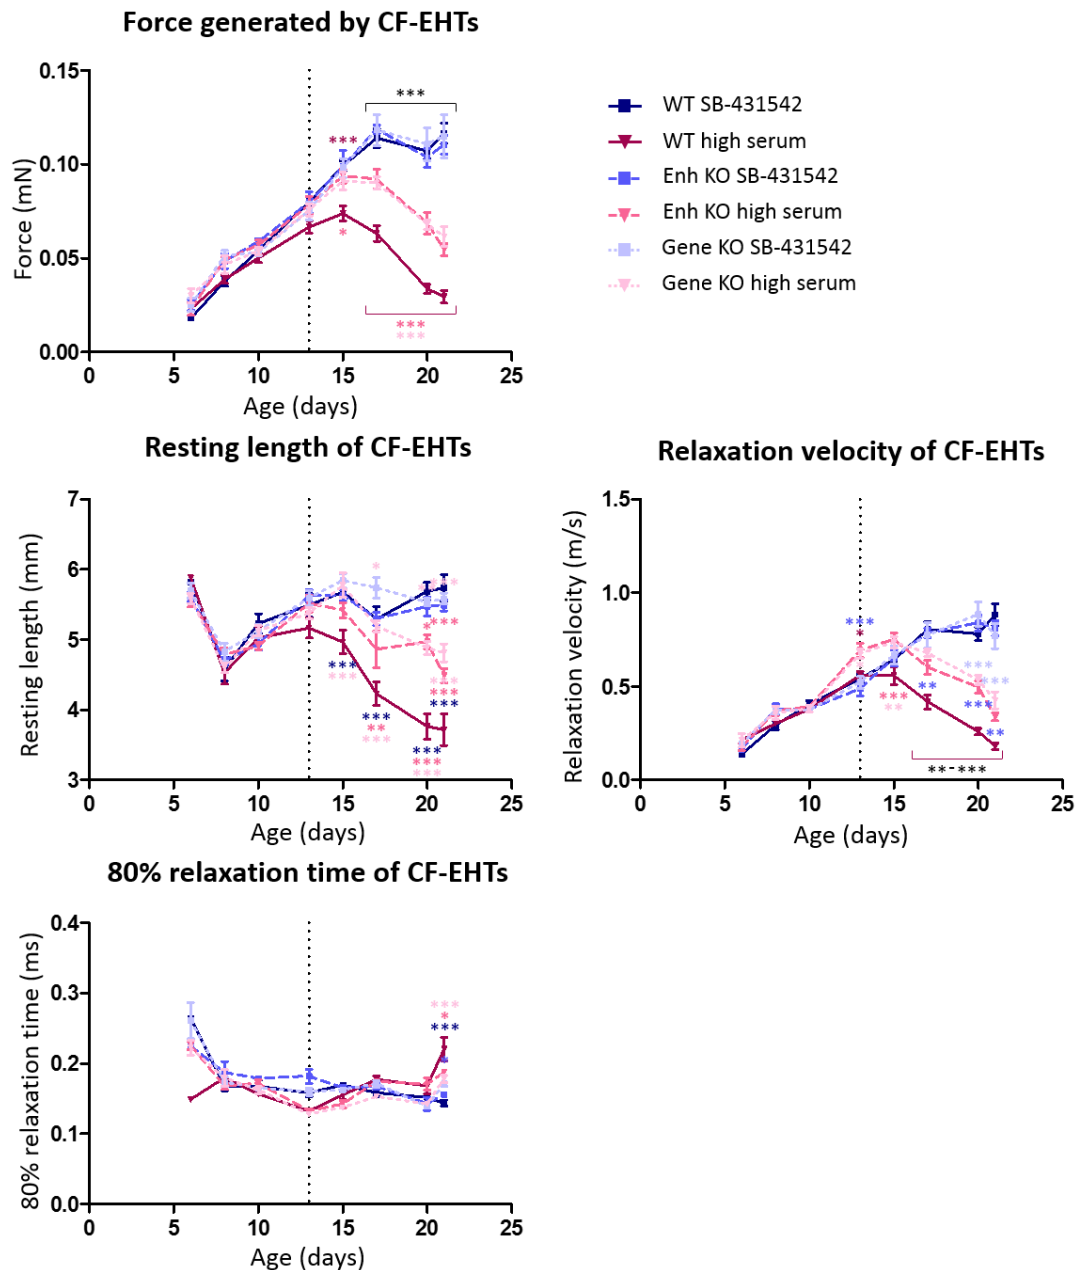 Force generated by CF-EHTs
0.15
0.10
0.05
0.00
Force (mN)
***
***
*
***
***
0 5 10 15 20 25
Age (days)
WT SB-431542
WT high serum
Enh KO SB-431542
Enh KO high serum
Gene KO SB-431542
Gene KO high serum
Resting length of CF-EHTs
7
6
5
4
3
Resting length (mm)
*
* ***
***
***
***
***
***
***
**
***
***
***
***
0 5 10 15 20 25
Age (days)
Relaxation velocity of CF-EHTs
1.5
1.0
0.5
0.0
Relaxation velocity (m/s)
***
*
***
**
**
***
***
***
**
**-***
0 5 10 15 20 25
Age (days)
80% relaxation time of CF-EHTs
0.4
0.3
0.2
0.1
0.0
80% relaxation time (ms)
***
*
***
0 5 10 15 20 25
Age (days)